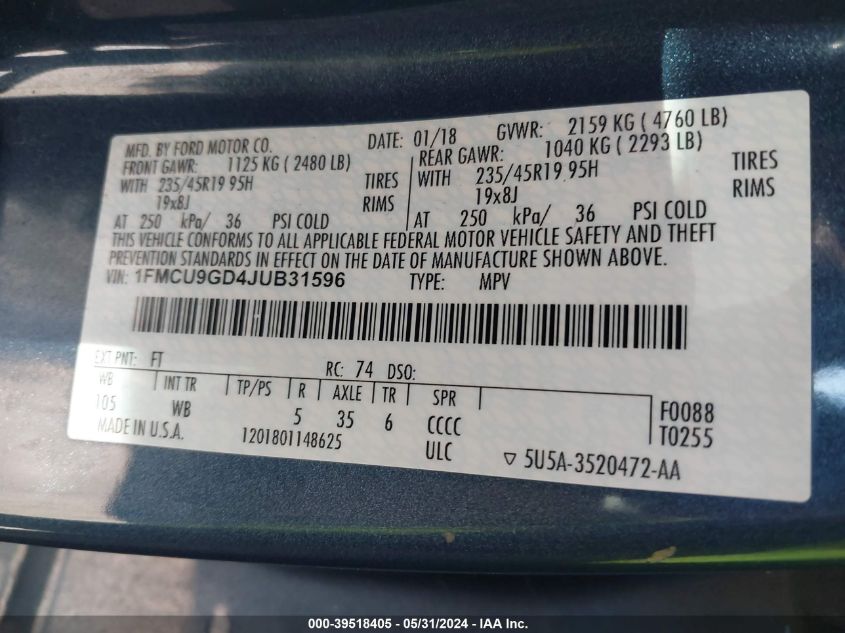 MFD. BY FORD MOTOR CO. DATE: 01/18 GVWR: 2159 KG ( 4760 LB)
FRONT GAWR: 1125 KG ( 2480 LB) REAR GAWR: 1040 KG ( 2293 LB)
WITH 235/45R19 95H TIRES WITH 235/45R19 95H TIRES
19x8J RIMS 19x8J RIMS
AT 250 kPa/ 36 PSI COLD AT 250 kPa/ 36 PSI COLD
THIS VEHICLE CONFORMS TO ALL APPLICABLE FEDERAL MOTOR VEHICLE SAFETY AND THEFT
PREVENTION STANDARDS IN EFFECT ON THE DATE OF MANUFACTURE SHOWN ABOVE.
VIN: 1FMCU9GD4JUB31596 TYPE: MPV
EXT PNT: FT RC: 74 DSO:
WB INT TR TP/PS R AXLE TR SPR
105 WB 5 35 6 CCCC F0088
MADE IN U.S.A. 1201801148625 ULC T0255
▽ 5U5A-3520472-AA
000-39518405 - 05/31/2024 - IAA Inc.